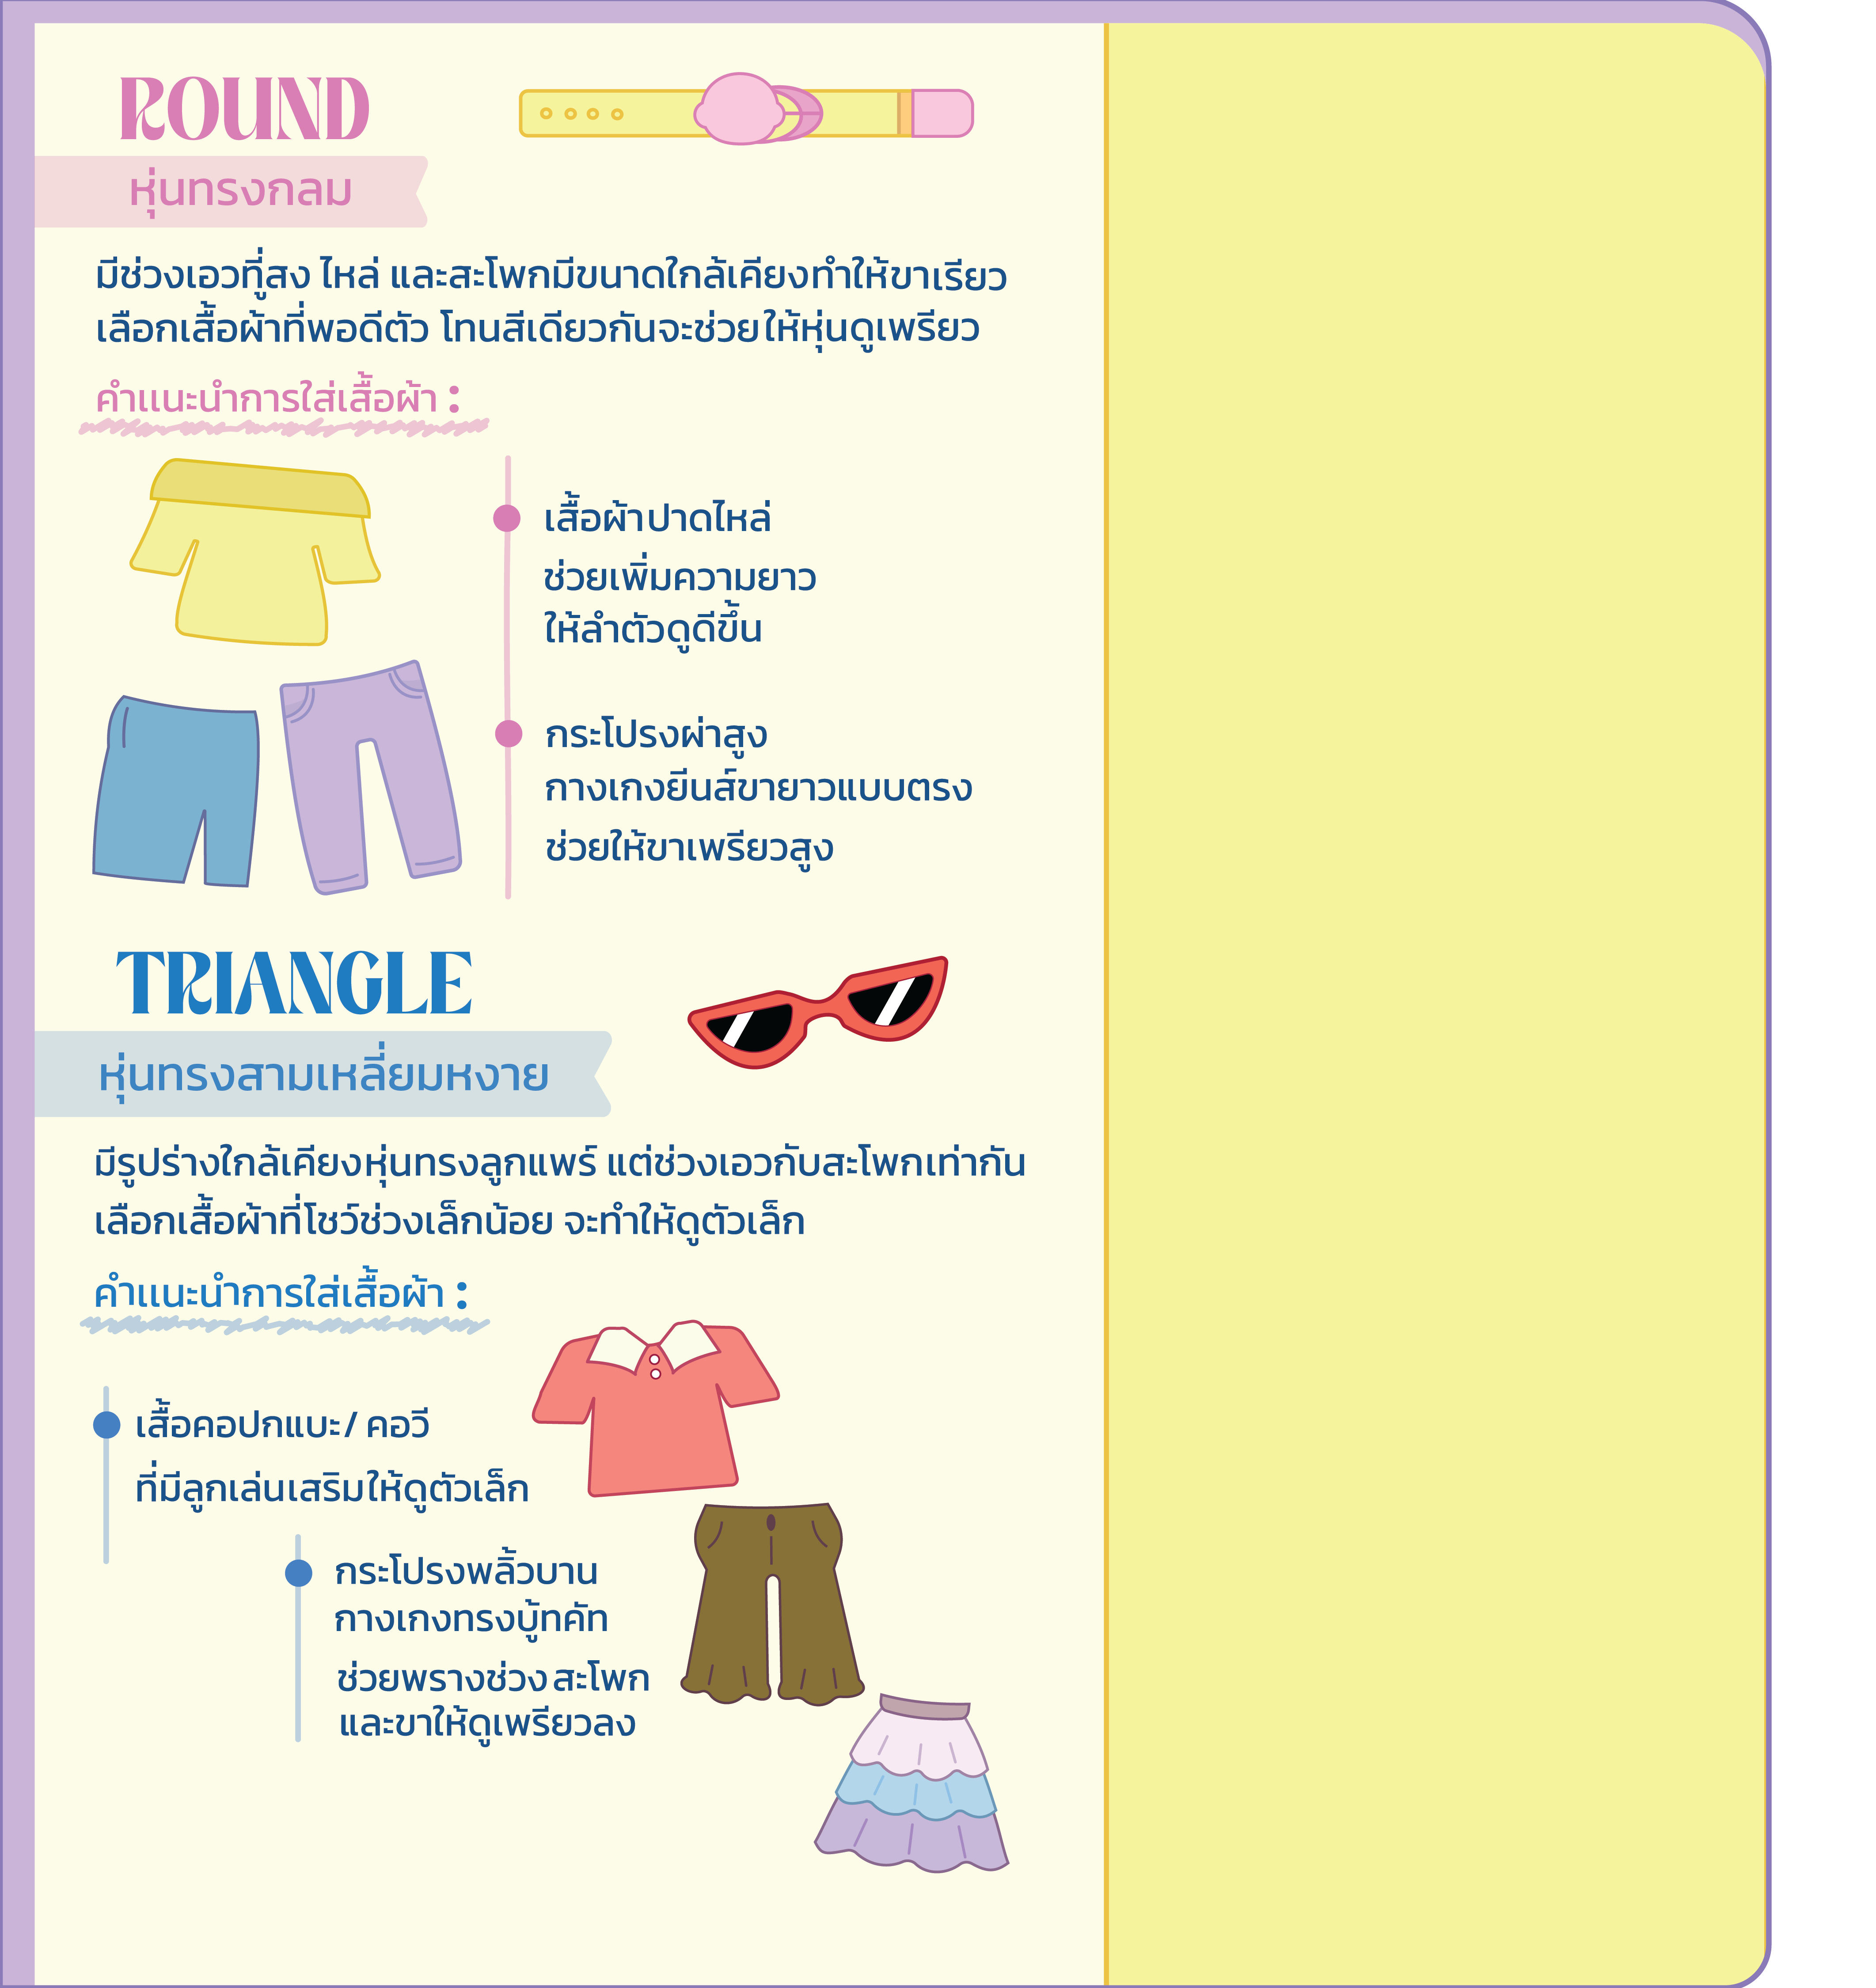 ROUND
หุ่นทรงกลม
มีช่วงเอวที่สูง ไหล่ และสะโพกมีขนาดใกล้เคียงทำให้ขาเรียว
เลือกเสื้อผ้าที่พอดีตัว โทนสีเดียวกันจะช่วยให้หุ่นดูเพรียว
คำแนะนำการใส่เสื้อผ้า :
เสื้อผ้าปาดไหล่
ช่วยเพิ่มความยาว
ให้ลำตัวดูดีขึ้น
กระโปรงผ่าสูง
กางเกงยีนส์ขายาวแบบตรง
ช่วยให้ขาเพรียวสูง
TRIANGLE
หุ่นทรงสามเหลี่ยมหงาย
มีรูปร่างใกล้เคียงหุ่นทรงลูกแพร์ แต่ช่วงเอวกับสะโพกเท่ากัน
เลือกเสื้อผ้าที่โชว์ช่วงเล็กน้อย จะทำให้ดูตัวเล็ก
คำแนะนำการใส่เสื้อผ้า :
เสื้อคอปกแบะ/ คอวี
ที่มีลูกเล่นเสริมให้ดูตัวเล็ก
กระโปรงพลิ้วบาน
กางเกงทรงบู้ทคัท
ช่วยพรางช่วงสะโพก
และขาให้ดูเพรียวลง